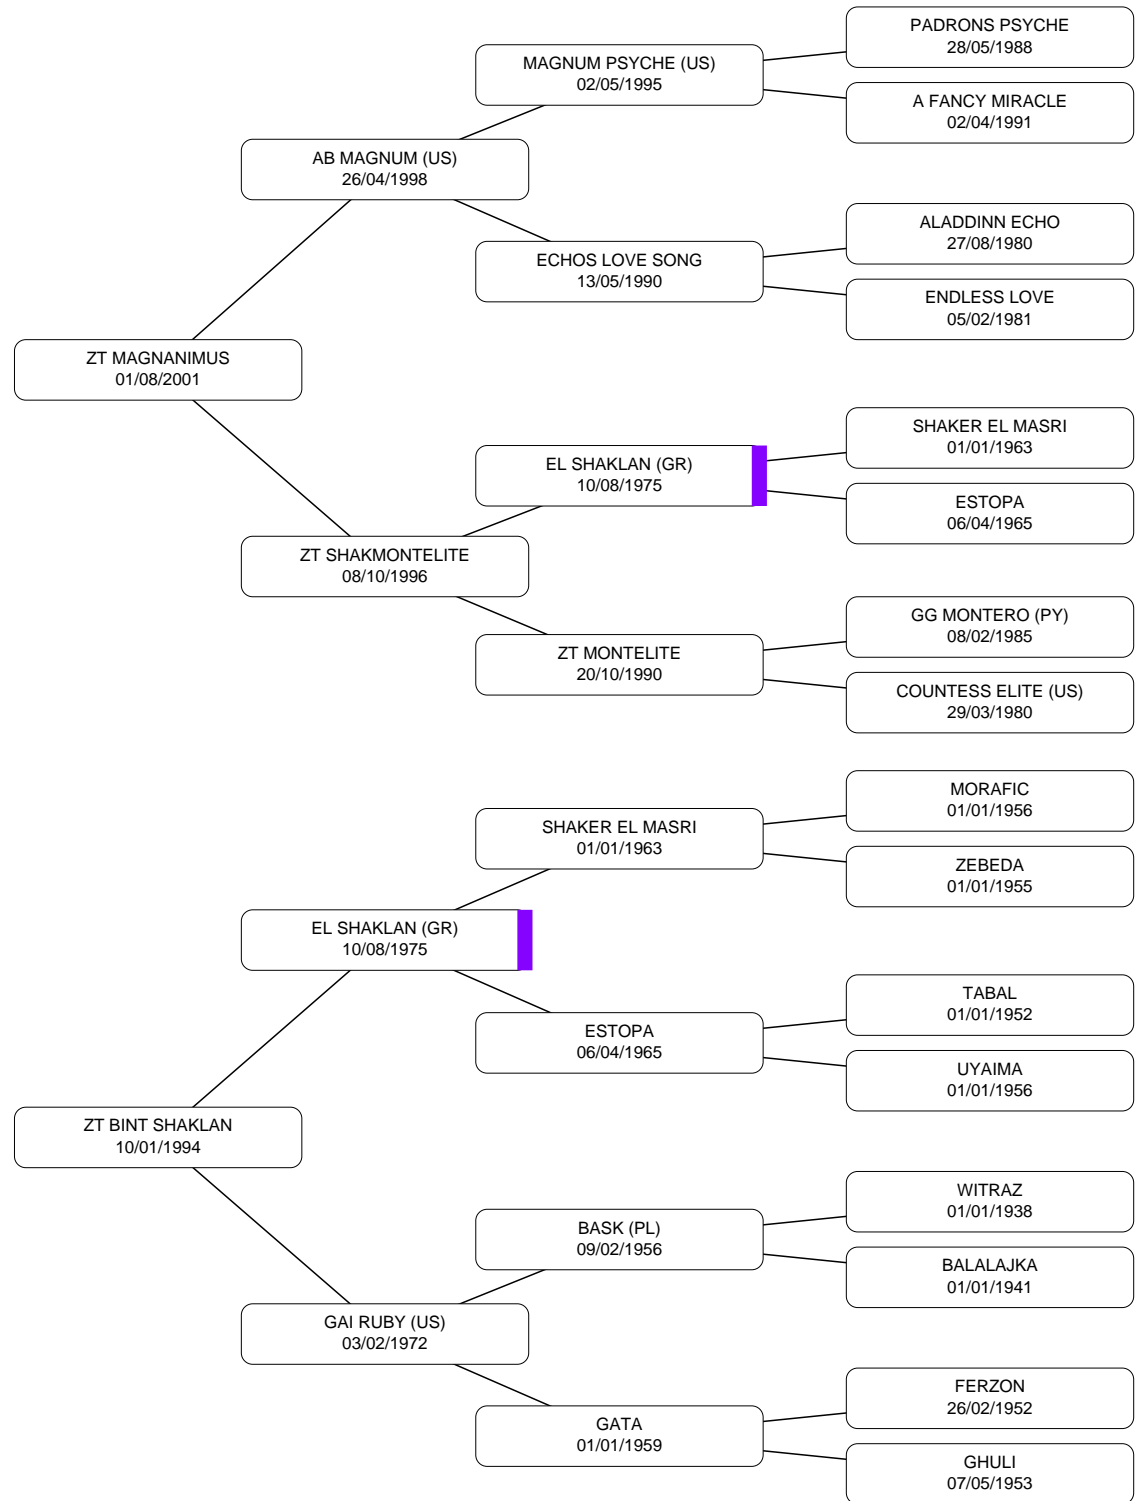 PADRONS PSYCHE
28/05/1988
MAGNUM PSYCHE (US)
02/05/1995
A FANCY MIRACLE
02/04/1991
AB MAGNUM (US)
26/04/1998
ALADDINN ECHO
27/08/1980
ECHOS LOVE SONG
13/05/1990
ENDLESS LOVE
05/02/1981
ZT MAGNANIMUS
01/08/2001
SHAKER EL MASRI
01/01/1963
EL SHAKLAN (GR)
10/08/1975
ESTOPA
06/04/1965
ZT SHAKMONTELITE
08/10/1996
GG MONTERO (PY)
08/02/1985
ZT MONTELITE
20/10/1990
COUNTESS ELITE (US)
29/03/1980
MORAFIC
01/01/1956
SHAKER EL MASRI
01/01/1963
ZEBEDA
01/01/1955
EL SHAKLAN (GR)
10/08/1975
TABAL
01/01/1952
ESTOPA
06/04/1965
UYAIMA
01/01/1956
ZT BINT SHAKLAN
10/01/1994
WITRAZ
01/01/1938
BASK (PL)
09/02/1956
BALALAJKA
01/01/1941
GAI RUBY (US)
03/02/1972
FERZON
26/02/1952
GATA
01/01/1959
GHULI
07/05/1953